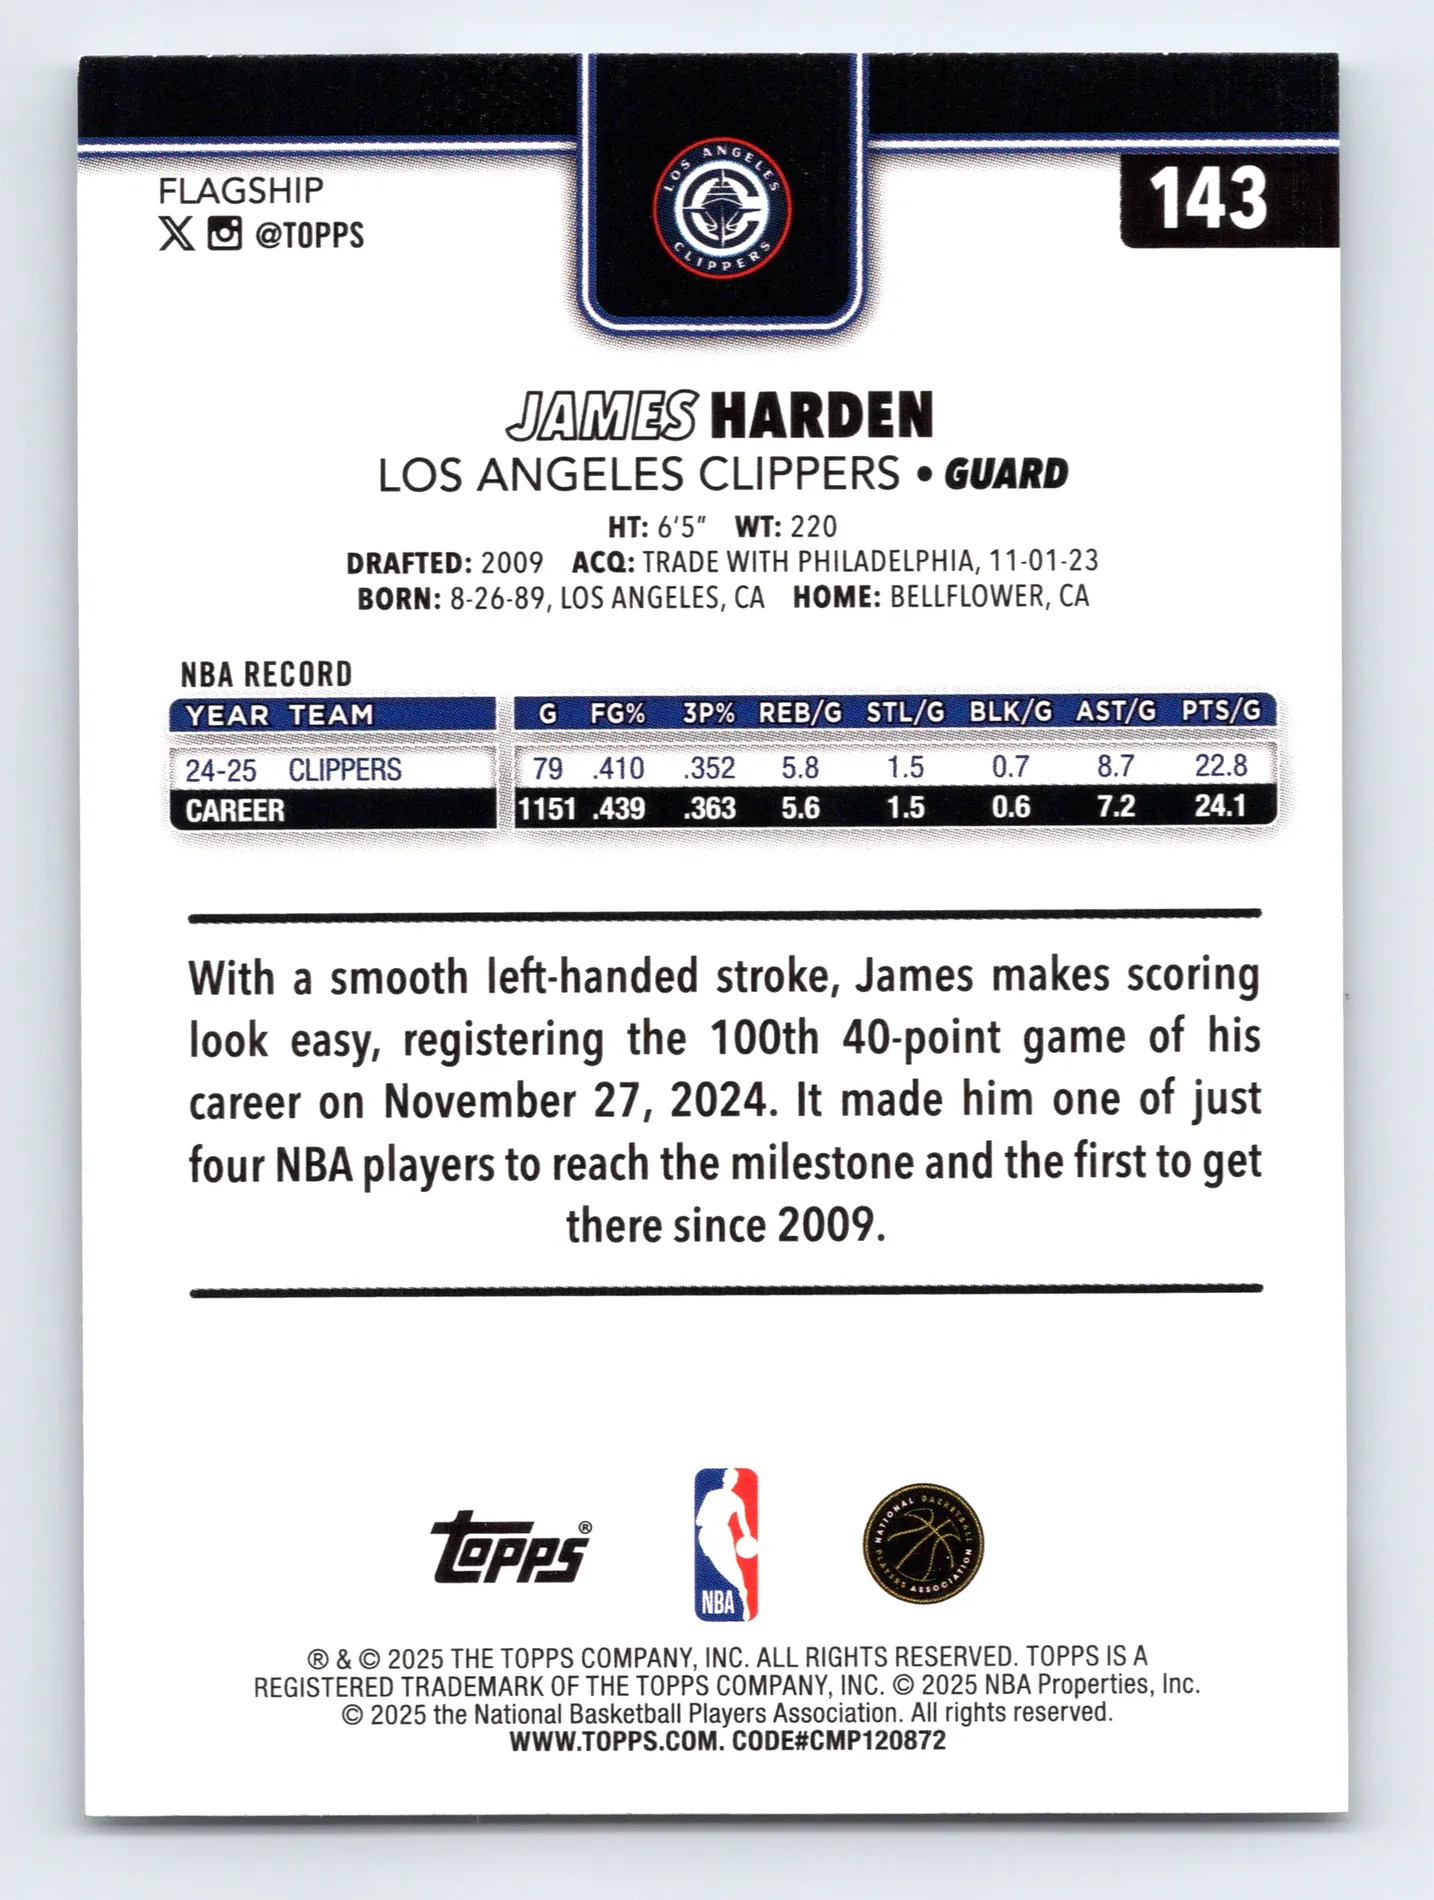 LOS ANGELES
CLIPPERS
FLAGSHIP
@TOPPS
143
JAMES HARDEN
LOS ANGELES CLIPPERS • GUARD
HT: 6'5" WT: 220
DRAFTED: 2009 ACQ: TRADE WITH PHILADELPHIA, 11-01-23
BORN: 8-26-89, LOS ANGELES, CA HOME: BELLFLOWER, CA
NBA RECORD
YEAR TEAM G FG% 3P% REB/G STL/G BLK/G AST/G PTS/G
24-25 CLIPPERS 79 .410 .352 5.8 1.5 0.7 8.7 22.8
CAREER 1151 .439 .363 5.6 1.5 0.6 7.2 24.1
With a smooth left-handed stroke, James makes scoring
look easy, registering the 100th 40-point game of his
career on November 27, 2024. It made him one of just
four NBA players to reach the milestone and the first to get
there since 2009.
topps®
NBA
NATIONAL BASKETBALL
PLAYERS ASSOCIATION
® & © 2025 THE TOPPS COMPANY, INC. ALL RIGHTS RESERVED. TOPPS IS A
REGISTERED TRADEMARK OF THE TOPPS COMPANY, INC. © 2025 NBA Properties, Inc.
© 2025 the National Basketball Players Association. All rights reserved.
WWW.TOPPS.COM. CODE#CMP120872